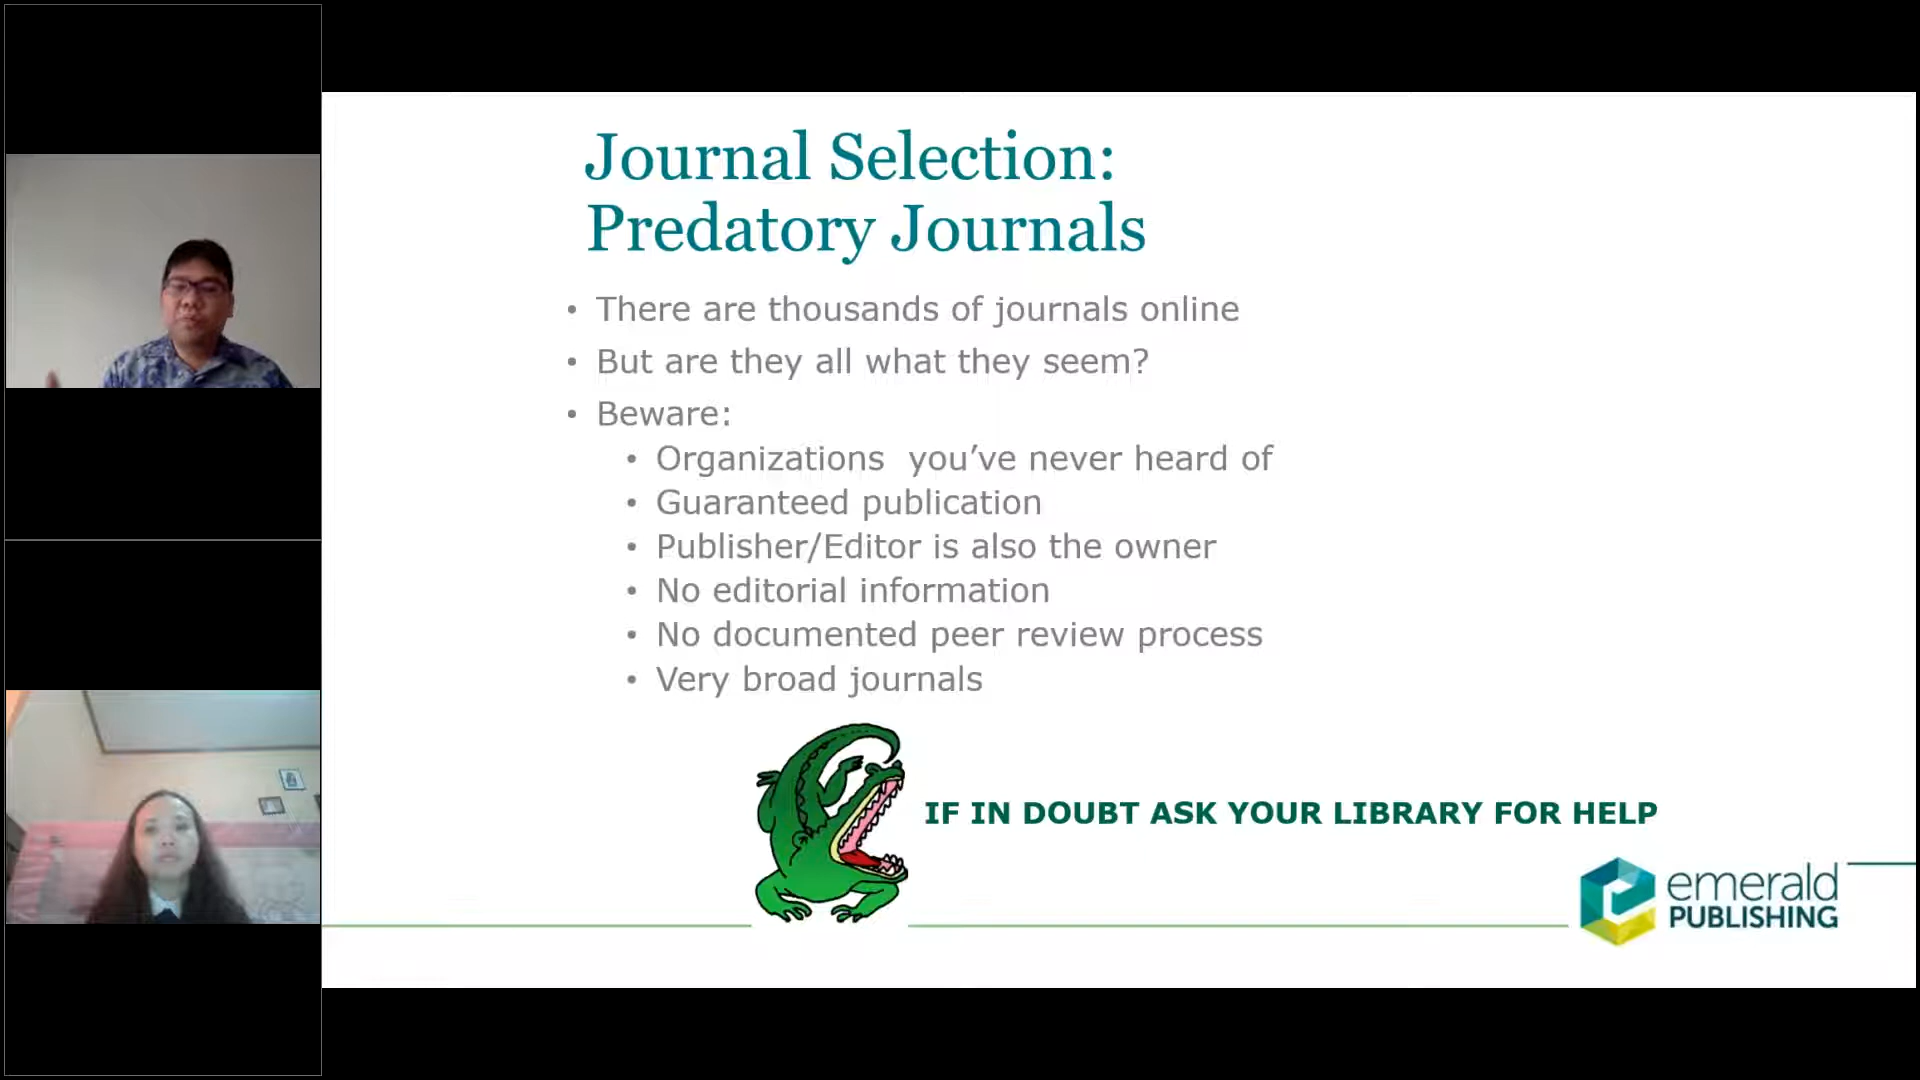 Journal Selection:
Predatory Journals
• There are thousands of journals online
• But are they all what they seem?
• Beware:
• Organizations  you’ve never heard of
• Guaranteed publication
• Publisher/Editor is also the owner
• No editorial information
• No documented peer review process
• Very broad journals
IF IN DOUBT ASK YOUR LIBRARY FOR HELP
emerald
PUBLISHING